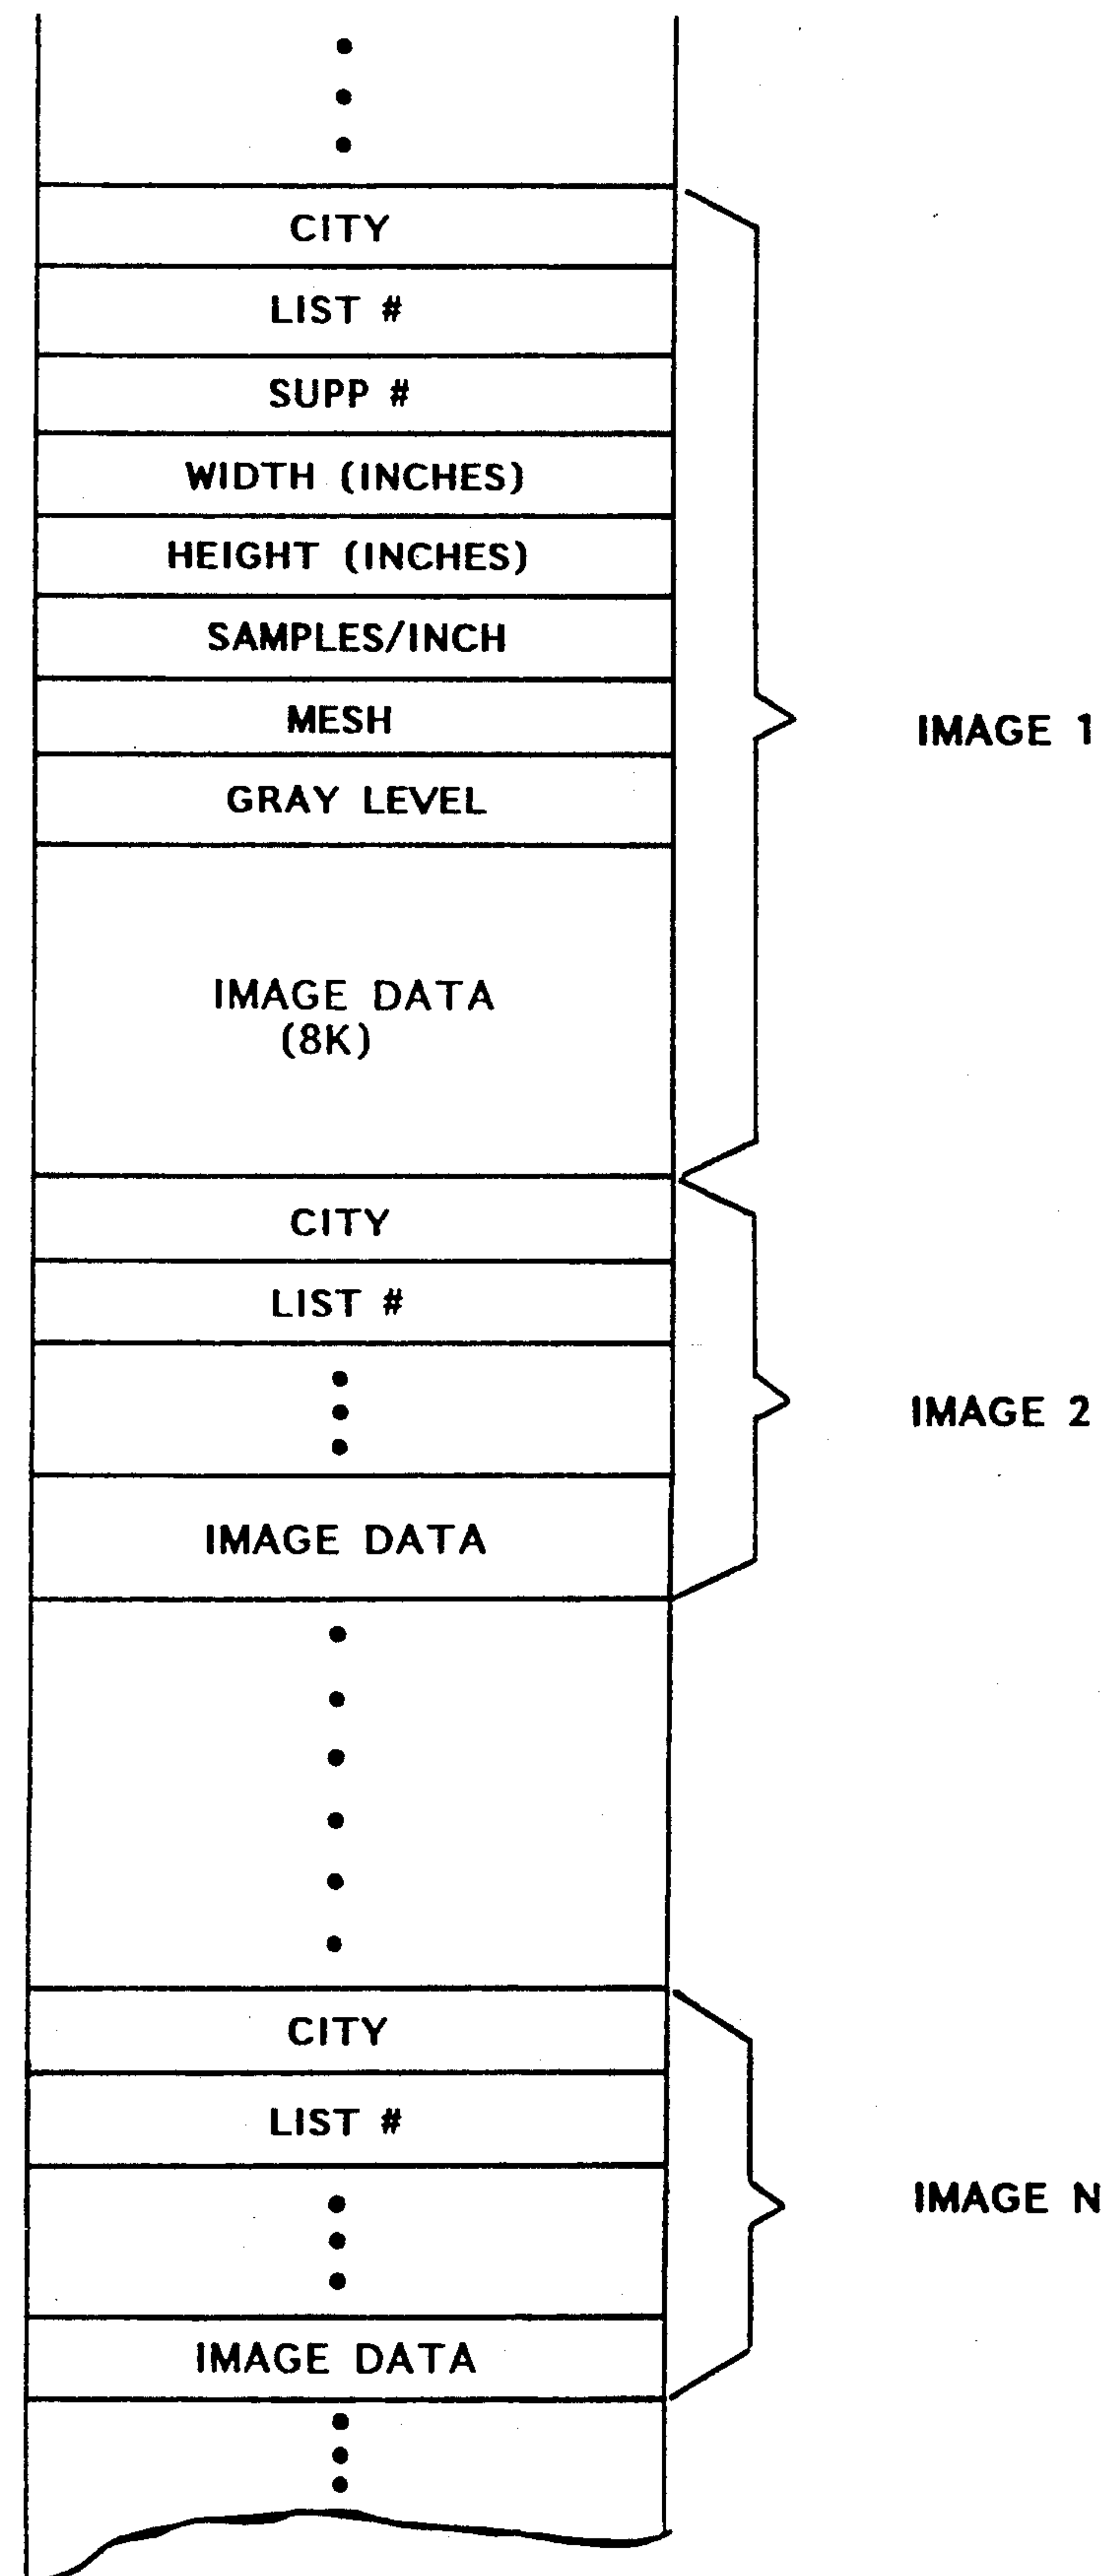 CITY
LIST #
SUPP #
WIDTH (INCHES)
HEIGHT (INCHES)
SAMPLES/INCH
MESH
IMAGE 1
GRAY LEVEL
IMAGE DATA
(8K)
CITY
LIST #
IMAGE 2
IMAGE DATA
CITY
LIST #
IMAGE N
IMAGE DATA